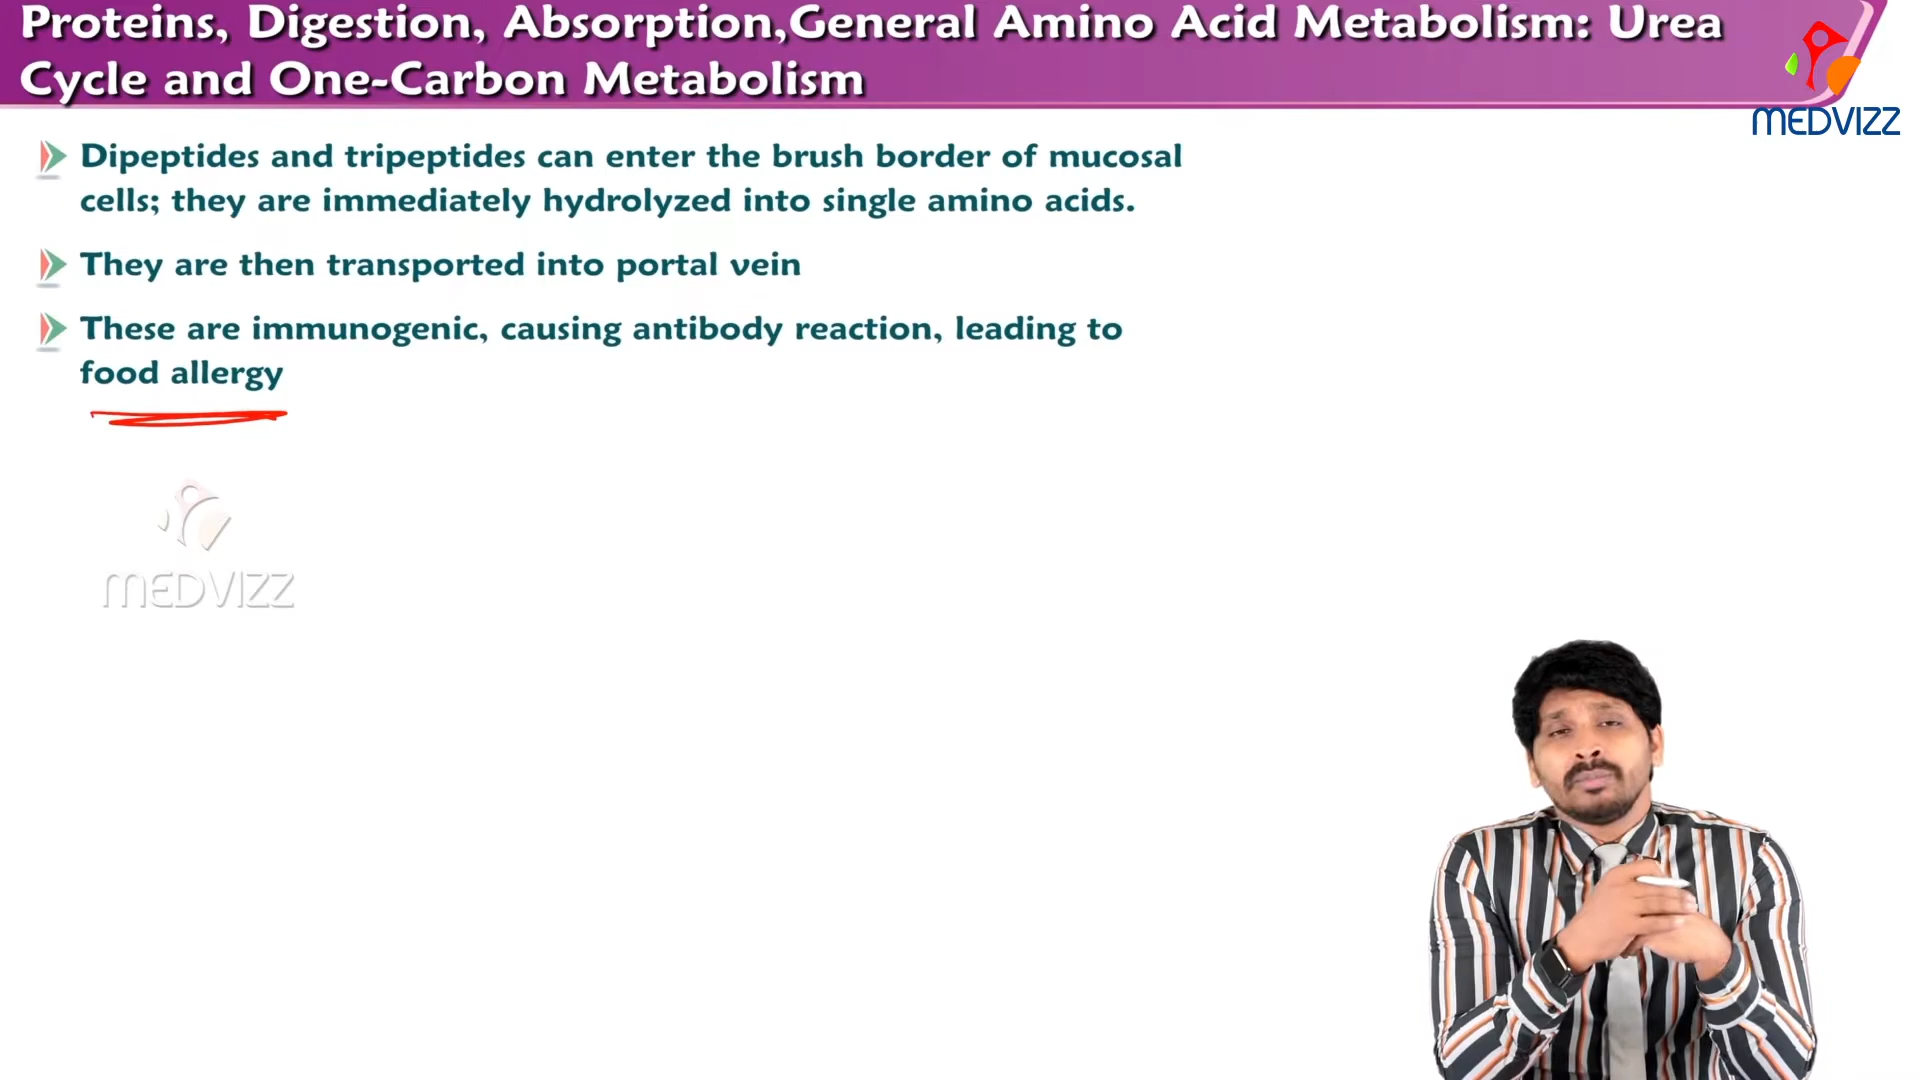 Proteins, Digestion, Absorption,General Amino Acid Metabolism: Urea
Cycle and One-Carbon Metabolism
MEDVIZZ
Dipeptides and tripeptides can enter the brush border of mucosal
cells; they are immediately hydrolyzed into single amino acids.
They are then transported into portal vein
These are immunogenic, causing antibody reaction, leading to
food allergy
MEDVIZZ